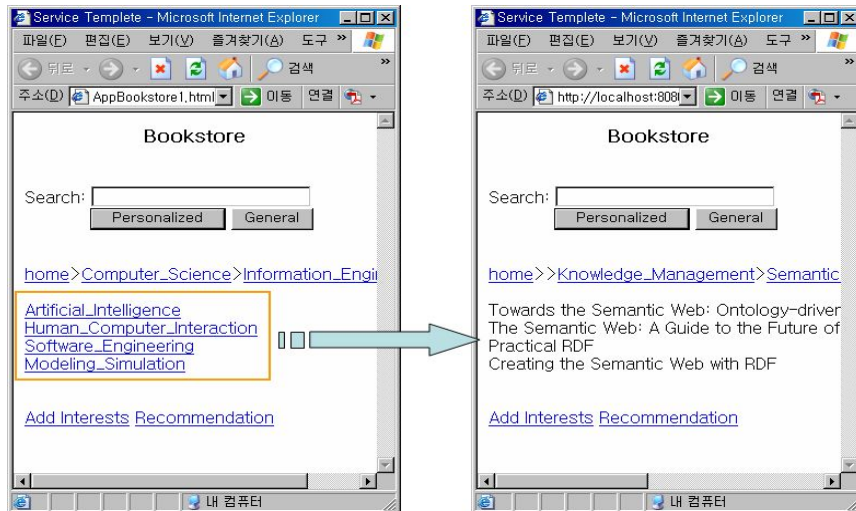 Service Templete - Microsoft Internet Explorer
파일(F) 편집(E) 보기(V) 즐겨찾기(A) 도구 »
뒤로 검색 »
주소(D) AppBookstore1.html 이동 연결
Bookstore
Search:
Personalized General
home>Computer_Science>Information_Engi
Artificial_Intelligence
Human_Computer_Interaction
Software_Engineering
Modeling_Simulation
Add Interests Recommendation
내 컴퓨터
Service Templete - Microsoft Internet Explorer
파일(F) 편집(E) 보기(V) 즐겨찾기(A) 도구 »
뒤로 검색 »
주소(D) http://localhost:808 이동 연결
Bookstore
Search:
Personalized General
home>>Knowledge_Management>Semantic
Towards the Semantic Web: Ontology-driver
The Semantic Web: A Guide to the Future of
Practical RDF
Creating the Semantic Web with RDF
Add Interests Recommendation
내 컴퓨터